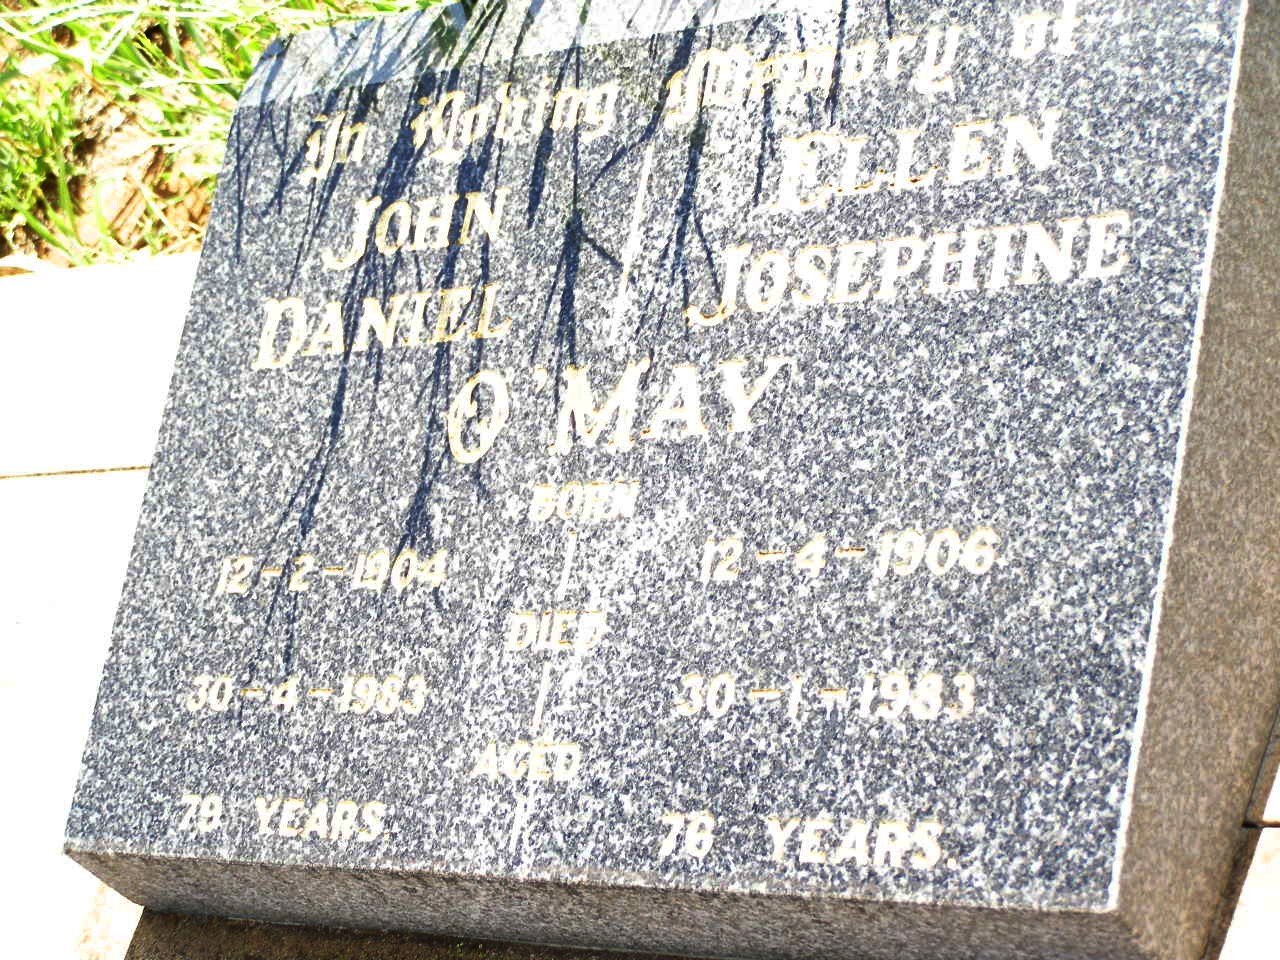 In Loving Memory of
JOHN ELLEN
DANIEL JOSEPHINE
O'MAY
BORN
12-2-1904 12-4-1906
DIED
30-4-1983 30-1-1983
AGED
79 YEARS. 76 YEARS.